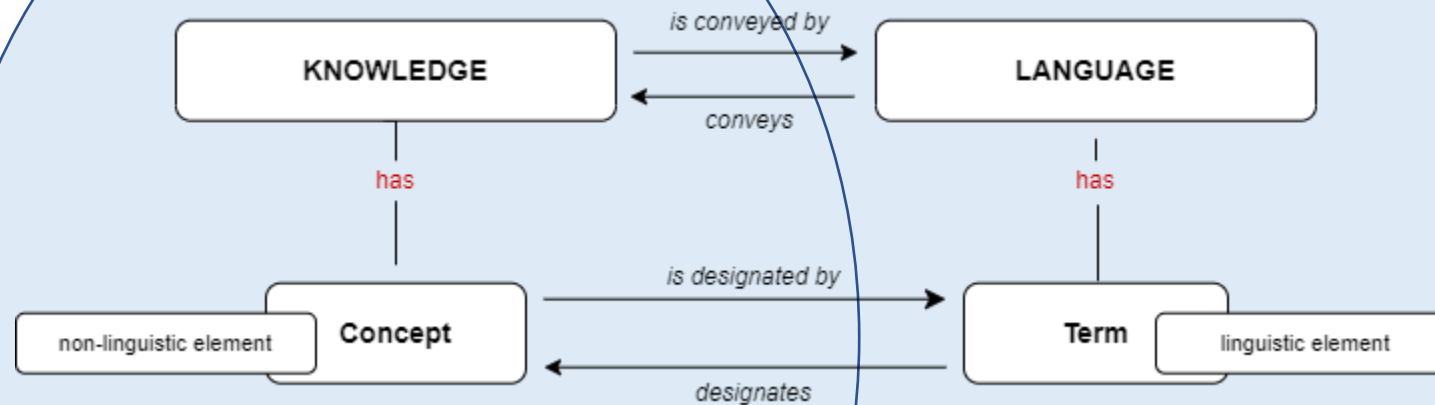 is conveyed by
KNOWLEDGE
LANGUAGE
conveys
has
has
is designated by
non-linguistic element
Concept
Term
linguistic element
designates